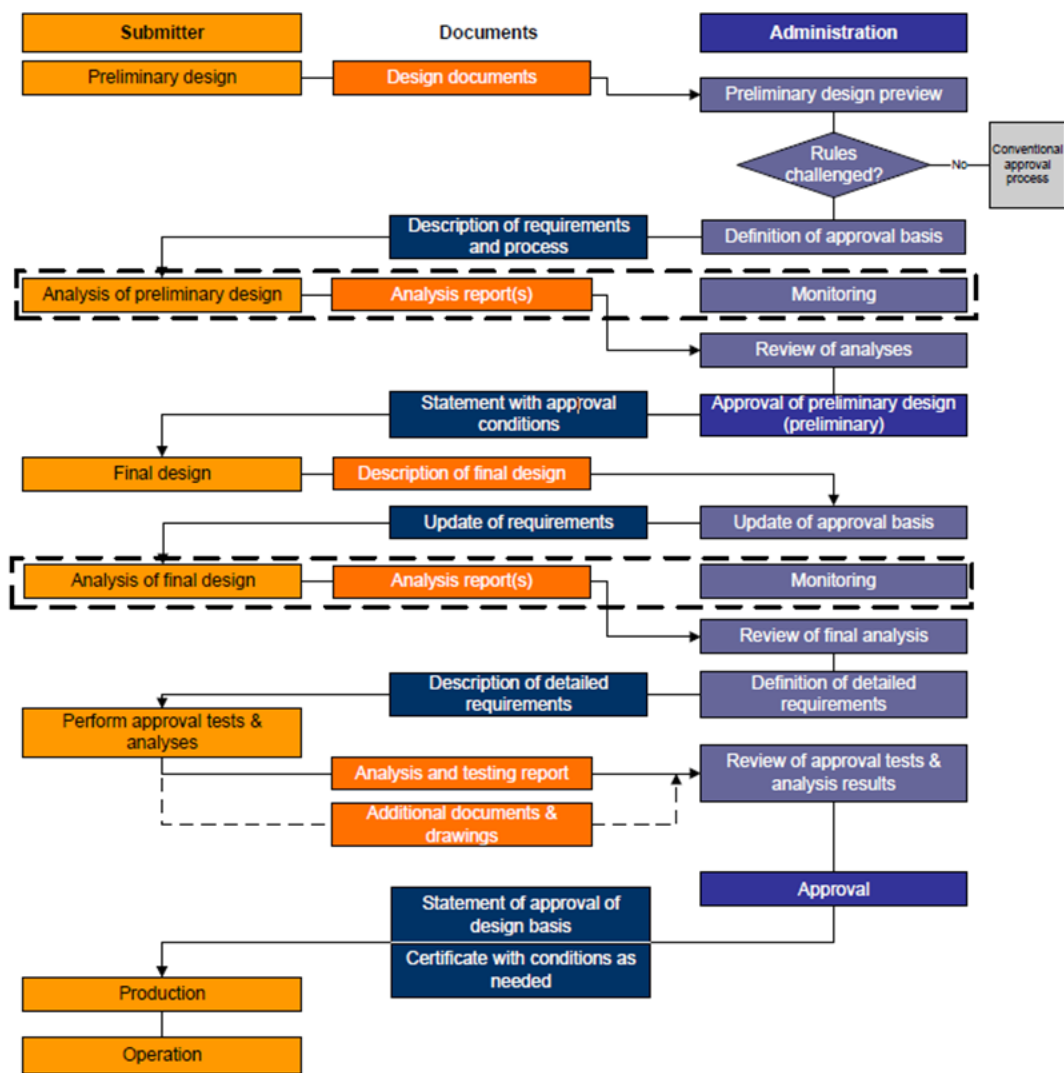 Submitter
Documents
Administration
Preliminary design
Design documents
Preliminary design preview
Rules
challenged?
No
Conventional
approval
process
Description of requirements
and process
Definition of approval basis
Analysis of preliminary design
Analysis report(s)
Monitoring
Review of analyses
Statement with approval
conditions
Approval of preliminary design
(preliminary)
Final design
Description of final design
Update of requirements
Update of approval basis
Analysis of final design
Analysis report(s)
Monitoring
Review of final analysis
Description of detailed
requirements
Definition of detailed
requirements
Perform approval tests &
analyses
Analysis and testing report
Review of approval tests &
analysis results
Additional documents &
drawings
Approval
Statement of approval of
design basis
Certificate with conditions as
needed
Production
Operation